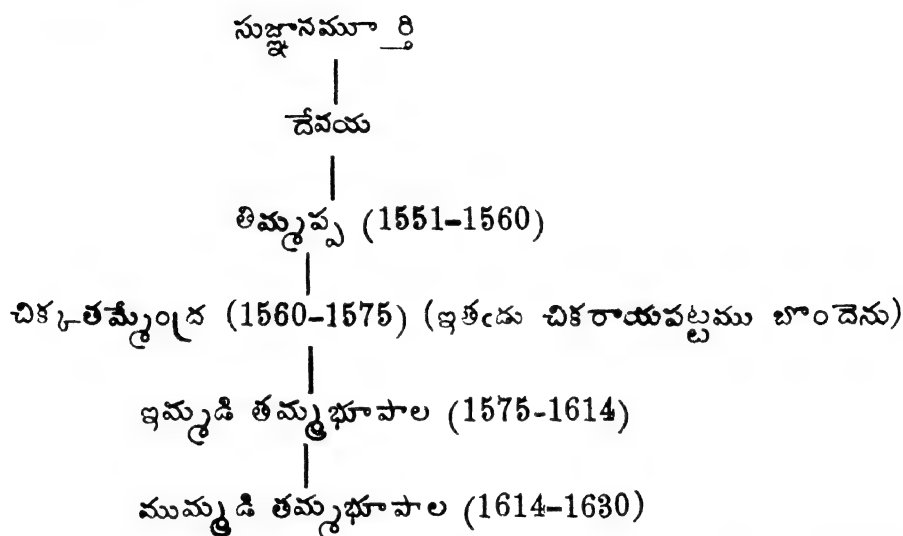 సుజ్ఞానమూర్తి
దేవయ
తిమ్మప్ప (1551-1560)
చిక్కతమ్మేంద్ర (1560-1575) (ఇతఁడు చికరాయపట్టము బొందెను)
ఇమ్మడి తమ్మభూపాల (1575-1614)
ముమ్మడి తమ్మభూపాల (1614-1630)